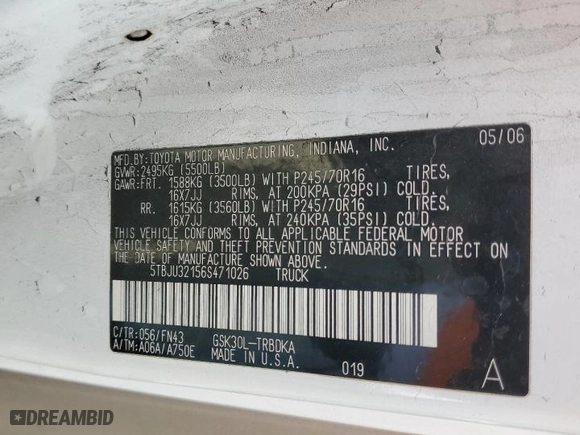 05/06
MFD.BY:TOYOTA MOTOR MANUFACTURING, INDIANA, INC.
GVWR:2495KG (5500LB)
GAWR:FRT. 1588KG (3500LB) WITH P245/70R16 TIRES,
16X7JJ RIMS, AT 200KPA (29PSI) COLD.
RR. 1615KG (3560LB) WITH P245/70R16 TIRES,
16X7JJ RIMS, AT 240KPA (35PSI) COLD.
THIS VEHICLE CONFORMS TO ALL APPLICABLE FEDERAL MOTOR
VEHICLE SAFETY AND THEFT PREVENTION STANDARDS IN EFFECT ON
THE DATE OF MANUFACTURE SHOWN ABOVE.
5TBJU32156S471026 TRUCK
C/TR:056/FN43 GSK30L-TRBDKA
A/TM:A06A/A750E MADE IN U.S.A. 019 A
DREAMBID